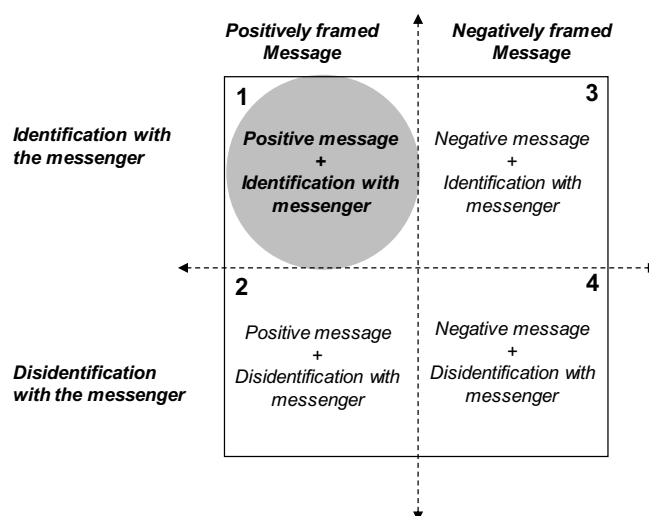 Positively framed
Message
Negatively framed
Message
Identification with
the messenger
1
Positive message
+
Identification with
messenger
3
Negative message
+
Identification with
messenger
Disidentification
with the messenger
2
Positive message
+
Disidentification with
messenger
4
Negative message
+
Disidentification with
messenger